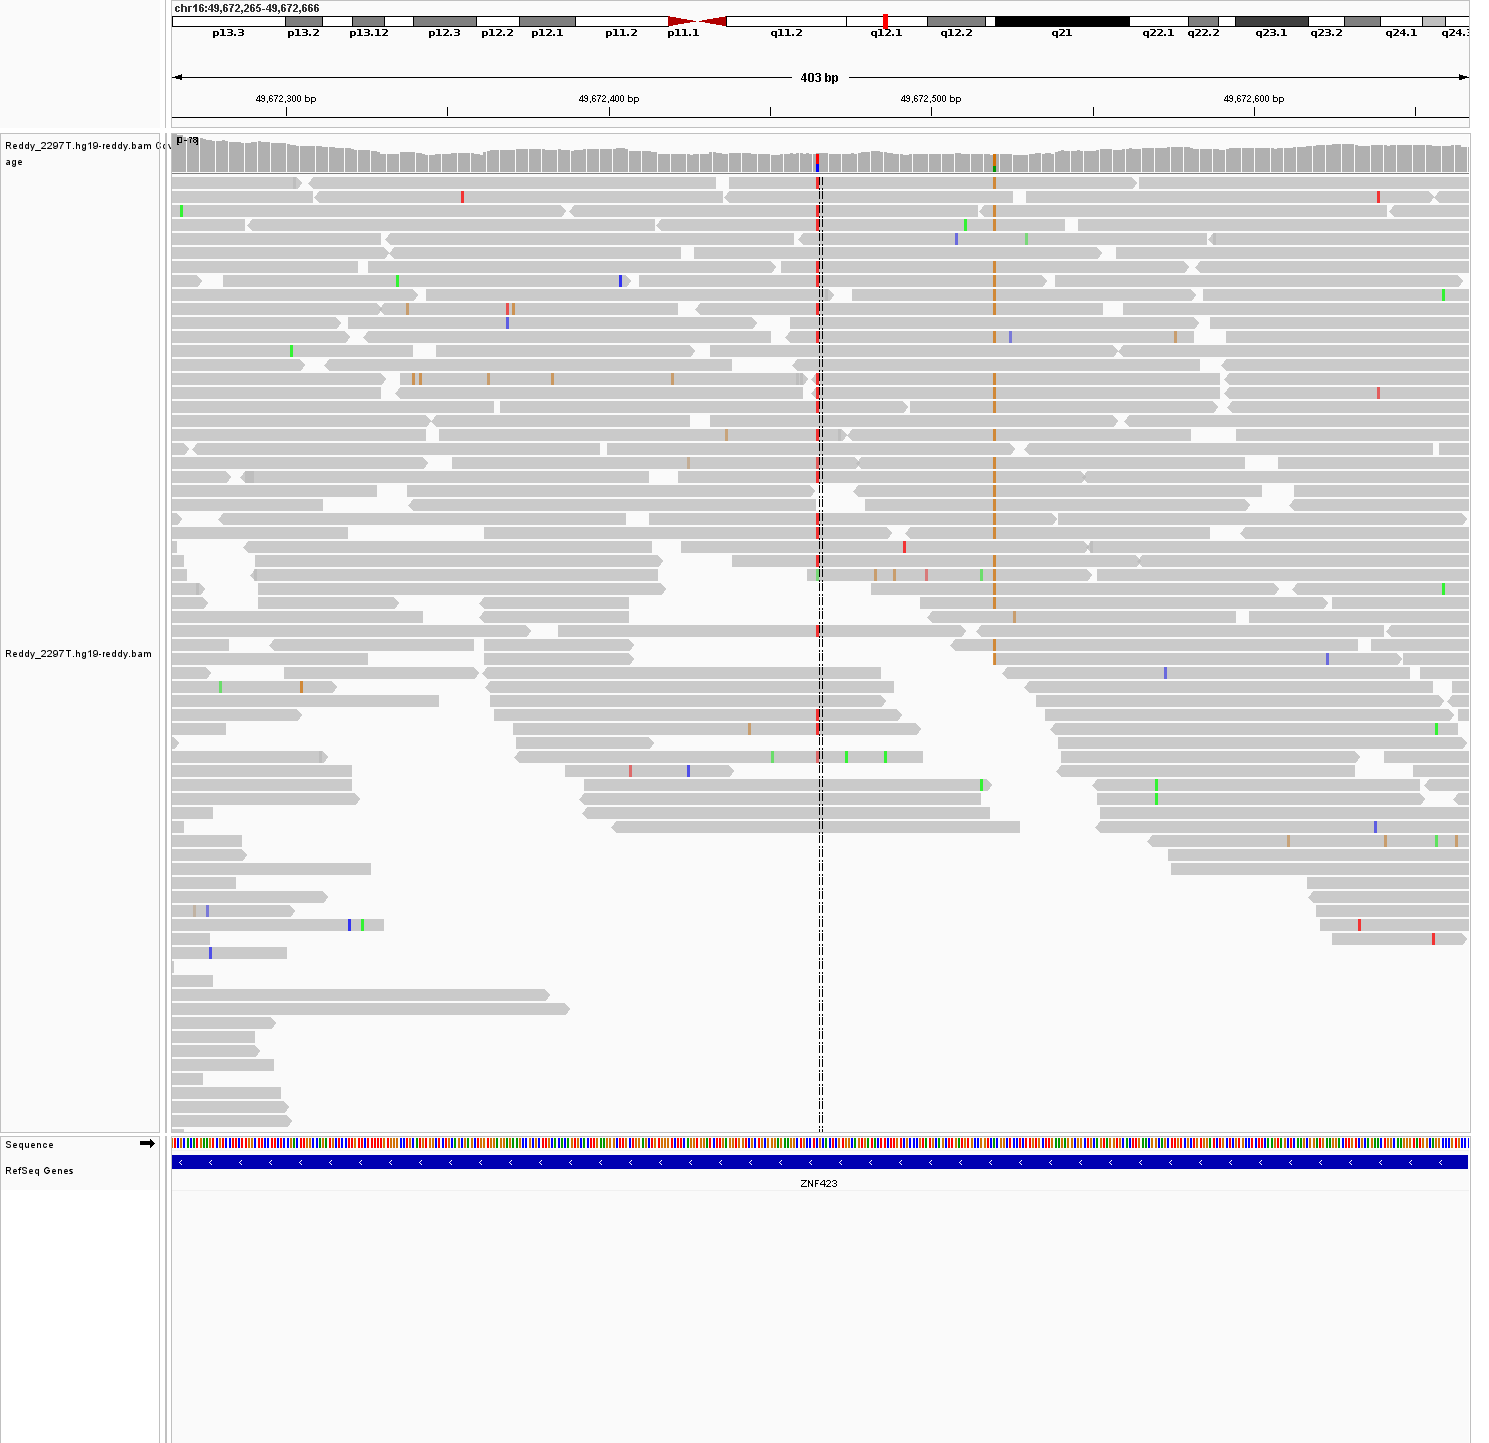 chr16:49,672,265-49,672,666
p13.3 p13.2 p13.12 p12.3 p12.2 p12.1 p11.2 p11.1 q11.2 q12.1 q12.2 q21 q22.1 q22.2 q23.1 q23.2 q24.1 q24.3
403 bp
49,672,300 bp 49,672,400 bp 49,672,500 bp 49,672,600 bp
[0-78]
Reddy_2297T.hg19-reddy.bam Cov
age
Reddy_2297T.hg19-reddy.bam
Sequence
RefSeq Genes
ZNF423